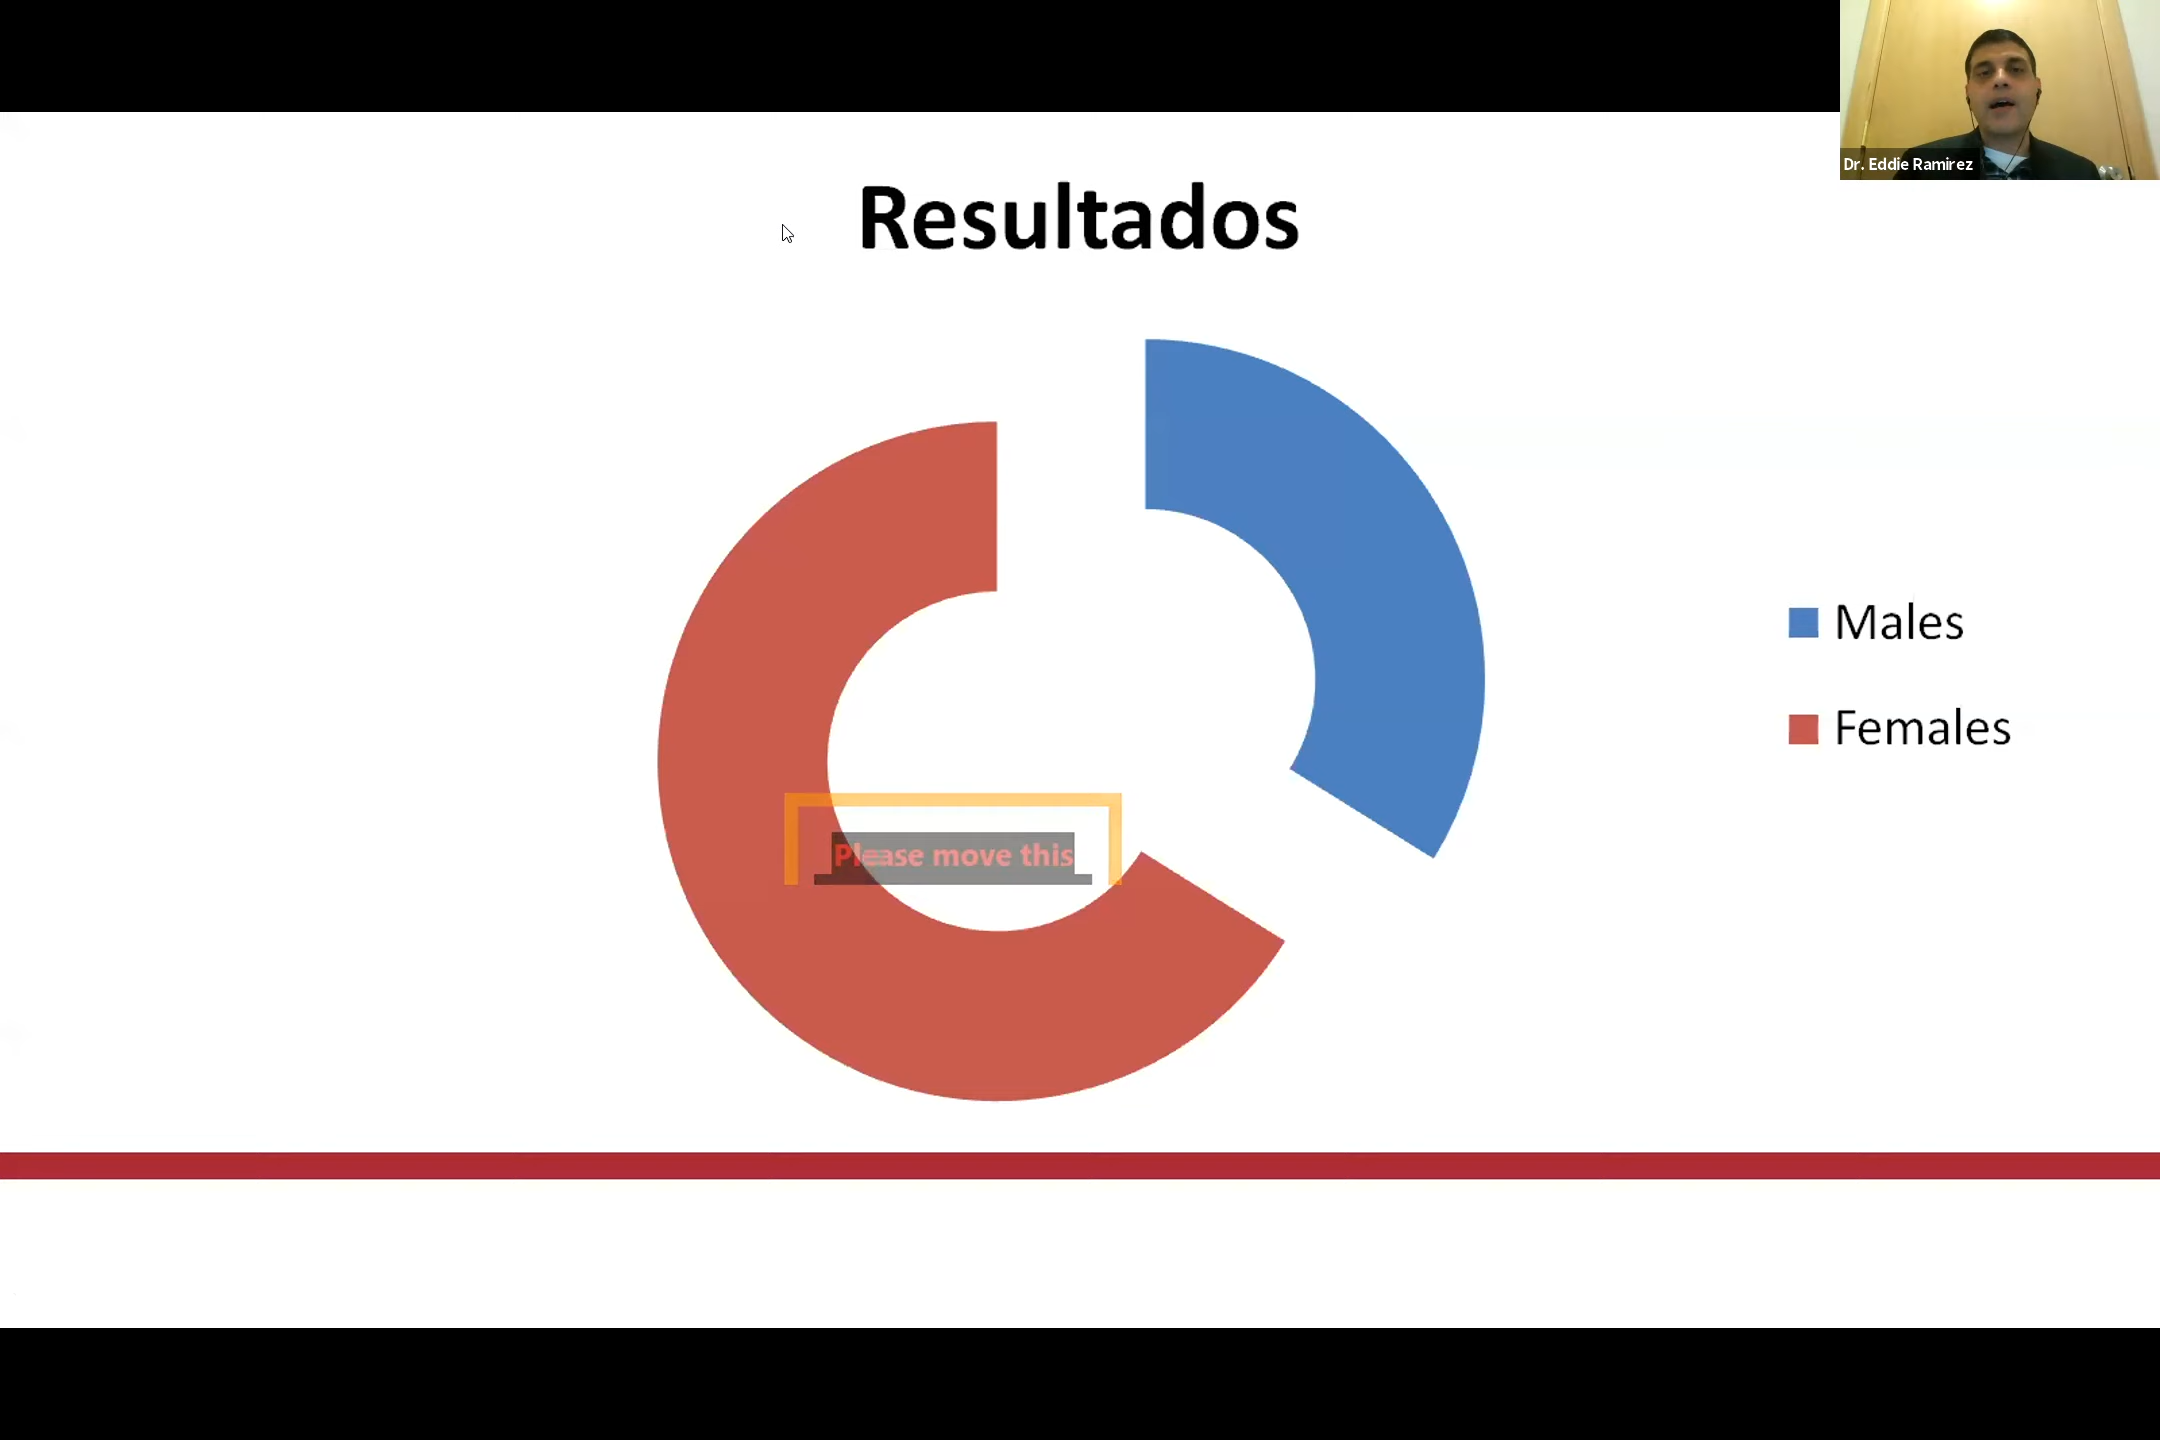 Dr. Eddie Ramirez
Resultados
Males
Females
Please move this